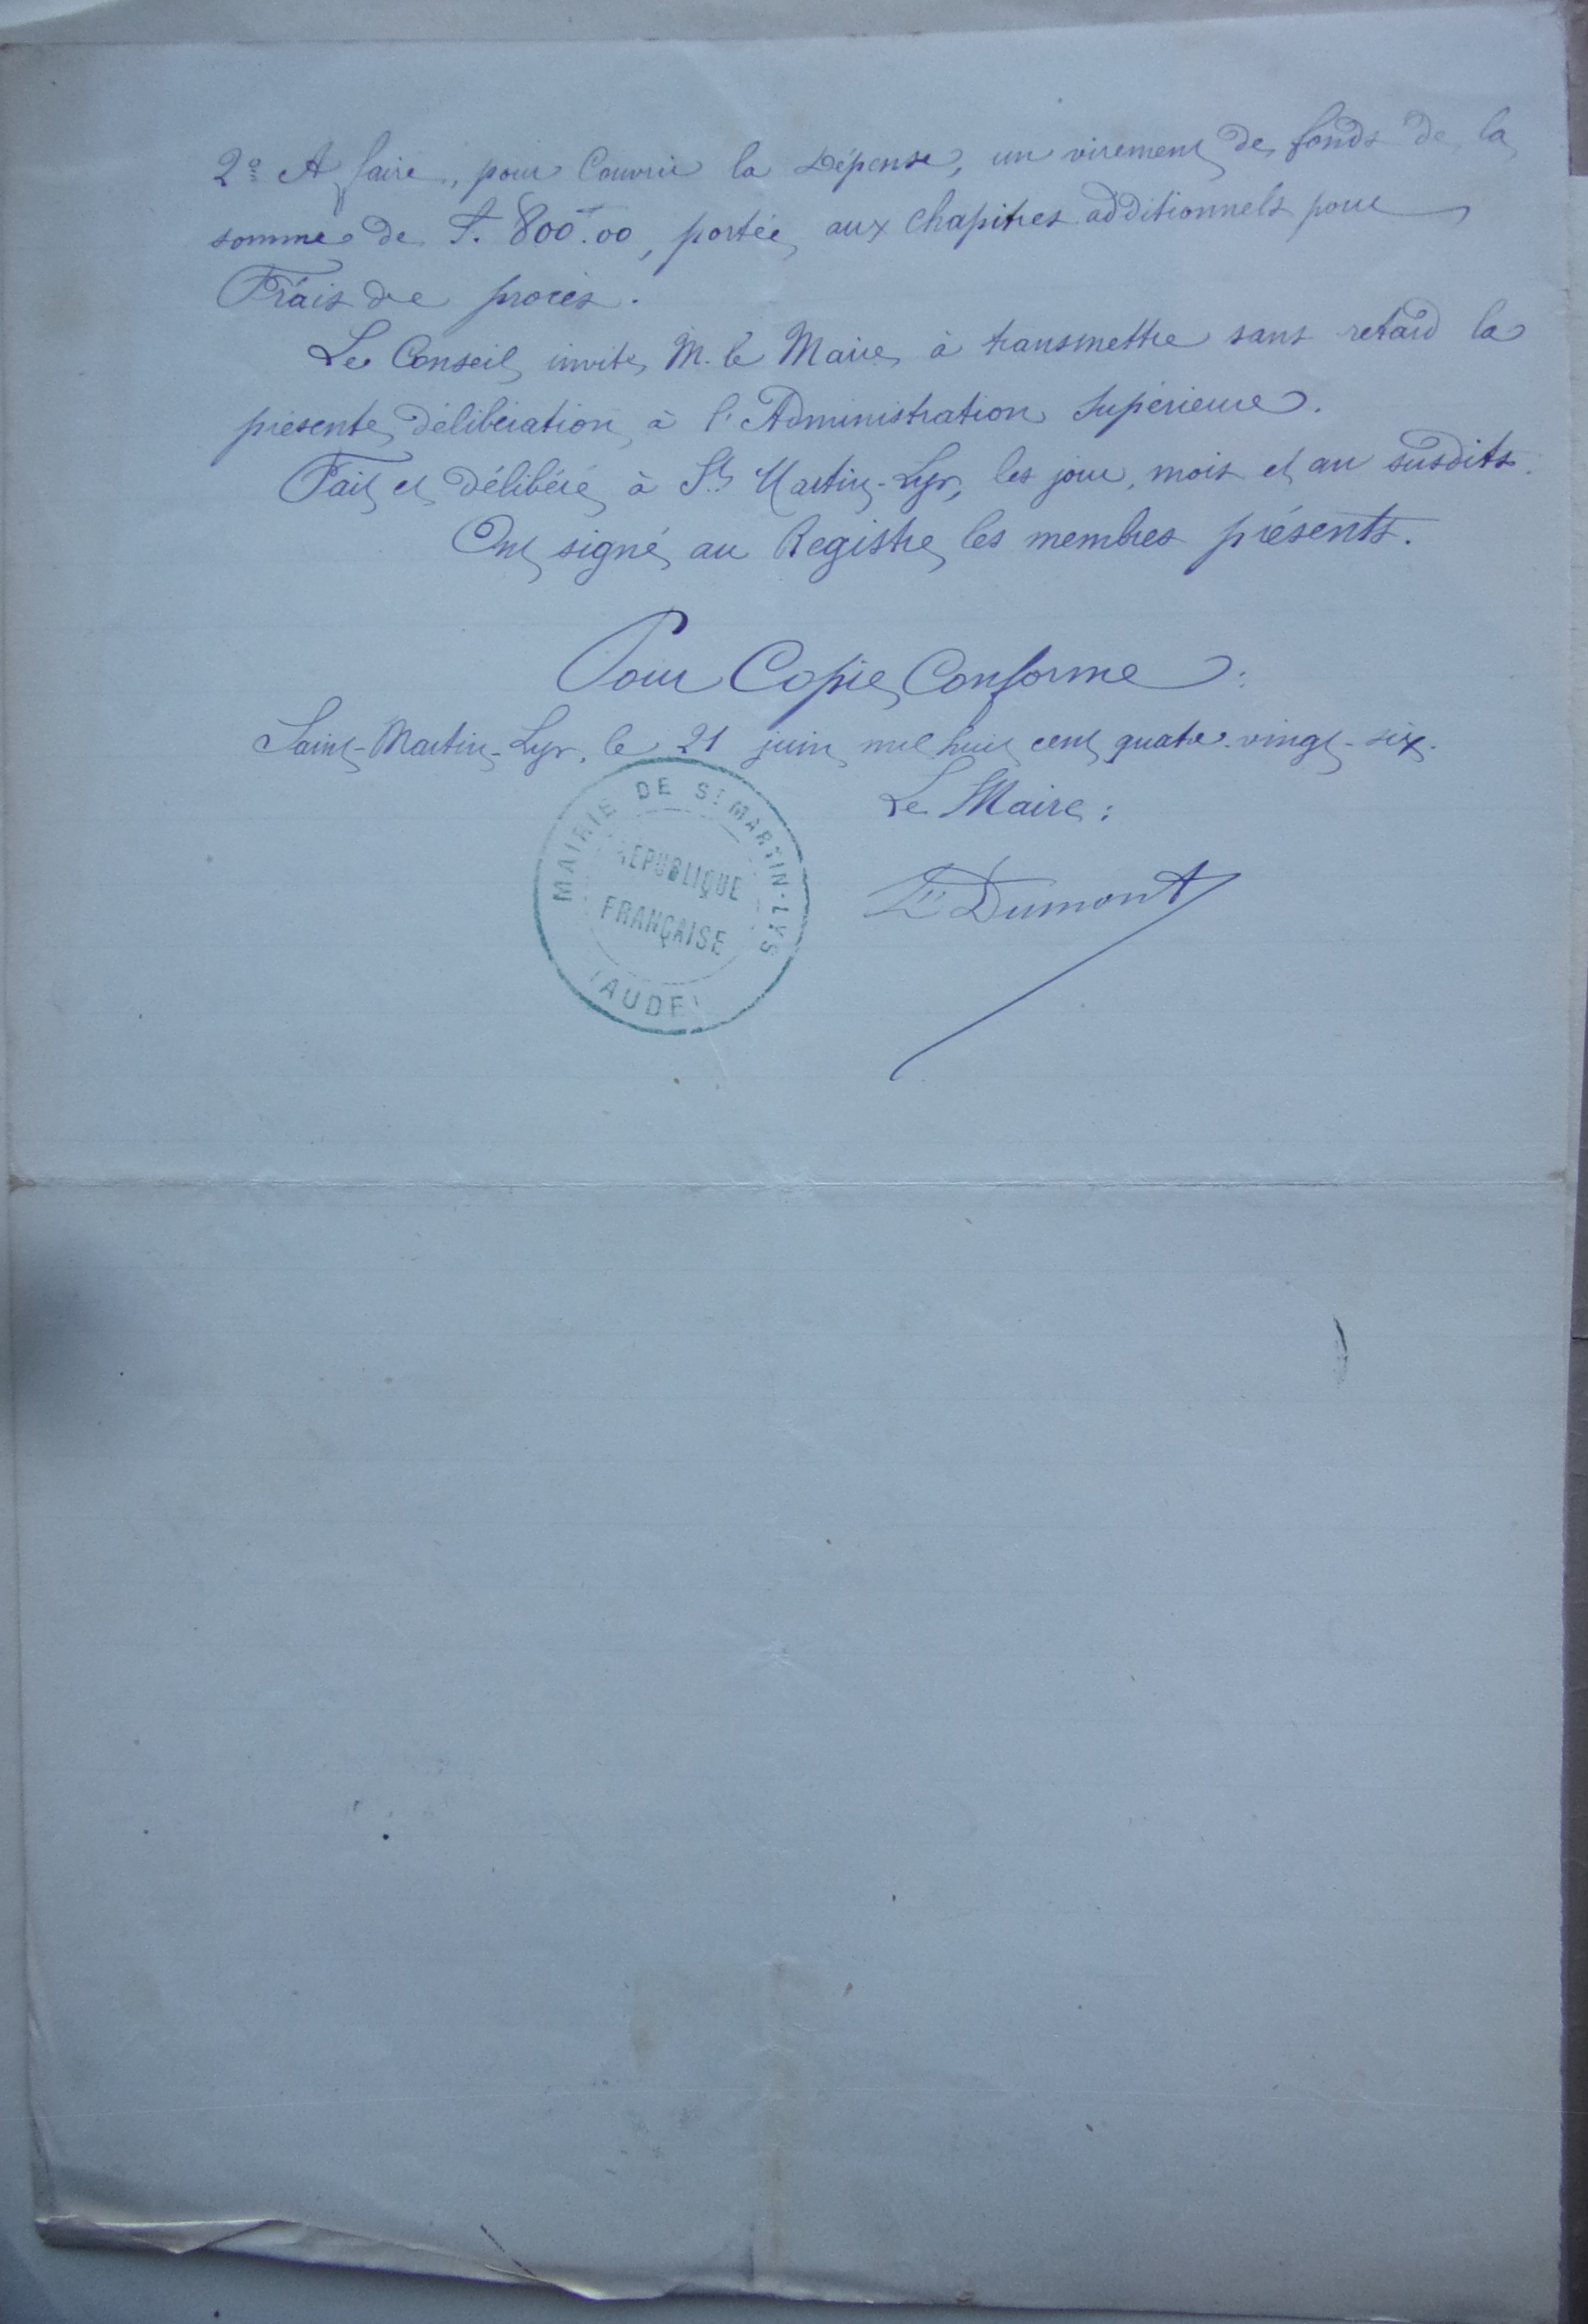 2º A faire, pour Couvrir la Dépense, un virement de fonds de la
somme de F. 800.00, portée aux Chapitres additionnels pour
Frais de procès.
Le Conseil invite M. le Maire à transmettre sans retard la
présente délibération à l'Administration Supérieure.
Fait et délibéré à St Martin-Lys, les jour, mois et an susdits.
Ont signé au Registre les membres présents.
Pour Copie Conforme :
Saint-Martin-Lys, le 21 juin mil huit cent quatre-vingt-six.
Le Maire :
Dumont
MAIRIE DE ST MARTIN-LYS
RÉPUBLIQUE
FRANÇAISE
(AUDE)